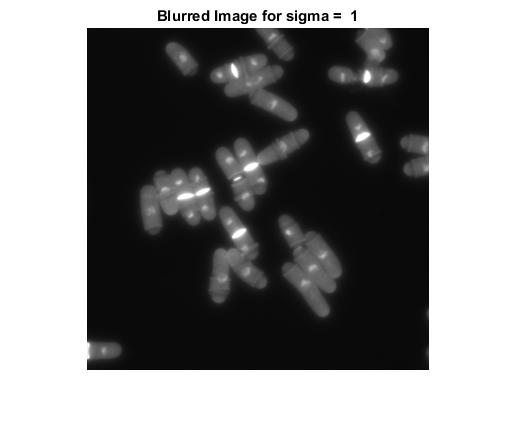 Blurred Image for sigma =  1